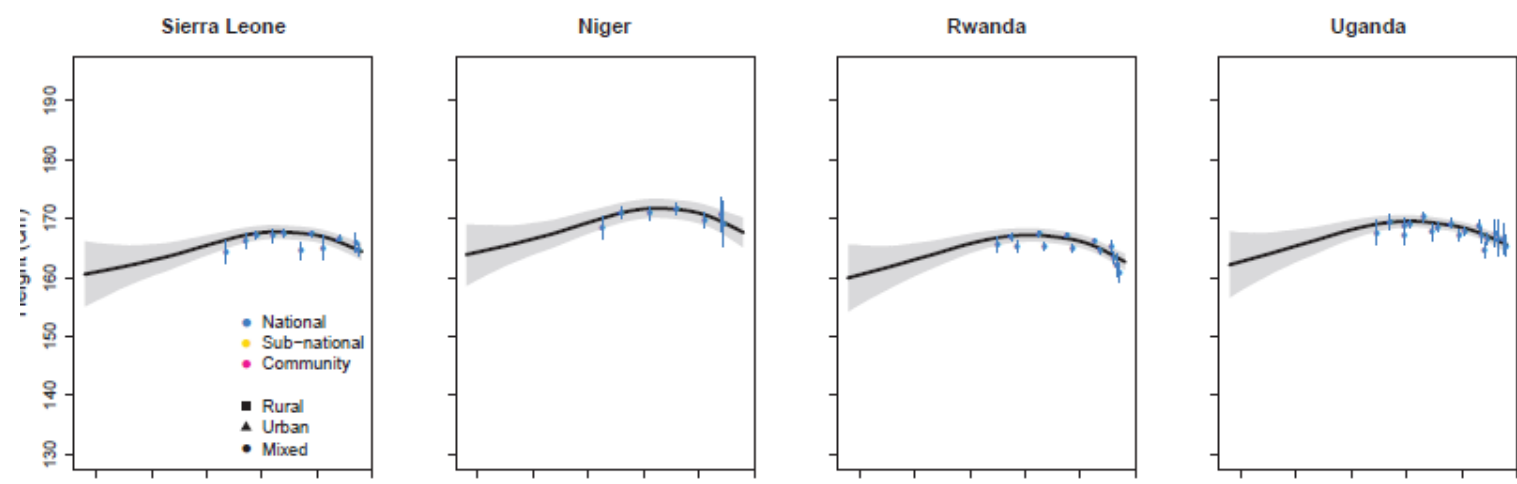 Sierra Leone
Niger
Rwanda
Uganda
190
180
170
160
150
140
130
National
Sub−national
Community
Rural
Urban
Mixed